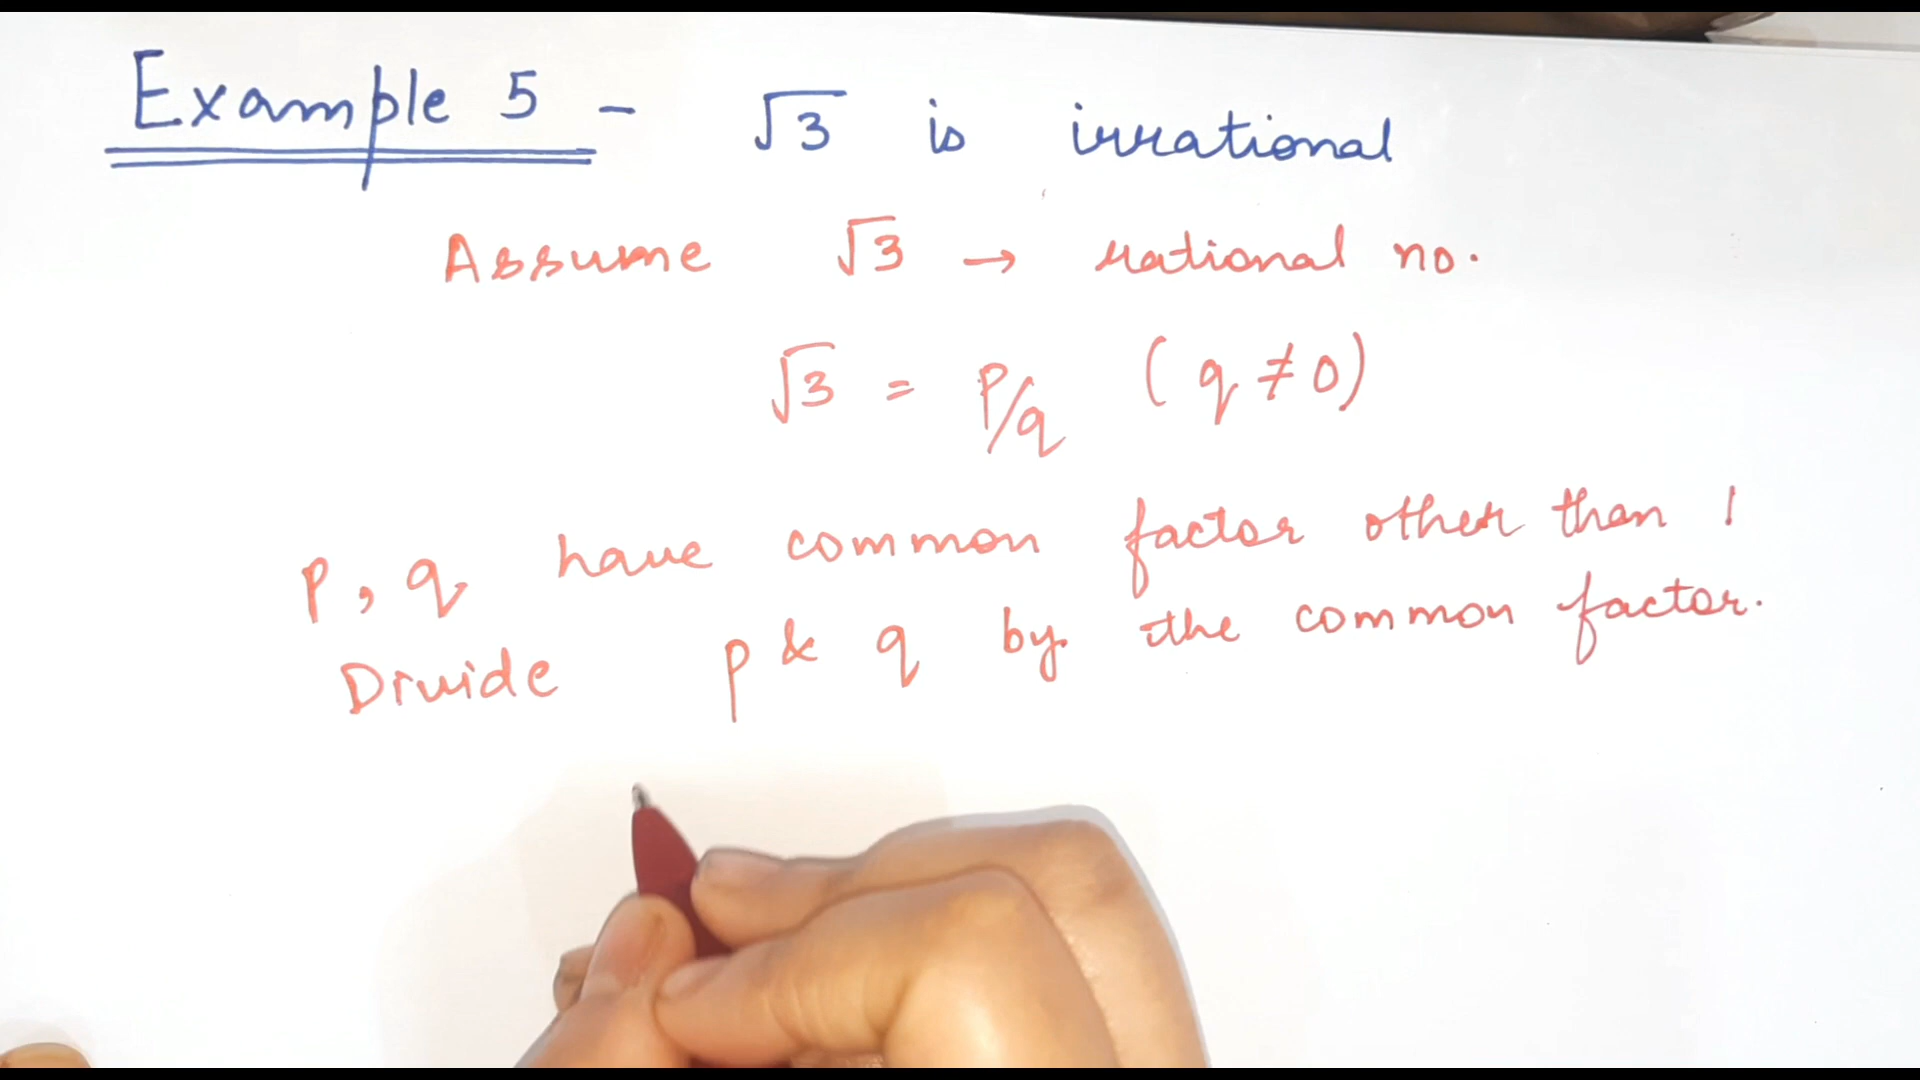 Example 5 - √3 is irrational
Assume √3 → rational no.
√3 = p/q (q ≠ 0)
p, q have common factor other than 1
Divide p & q by the common factor.